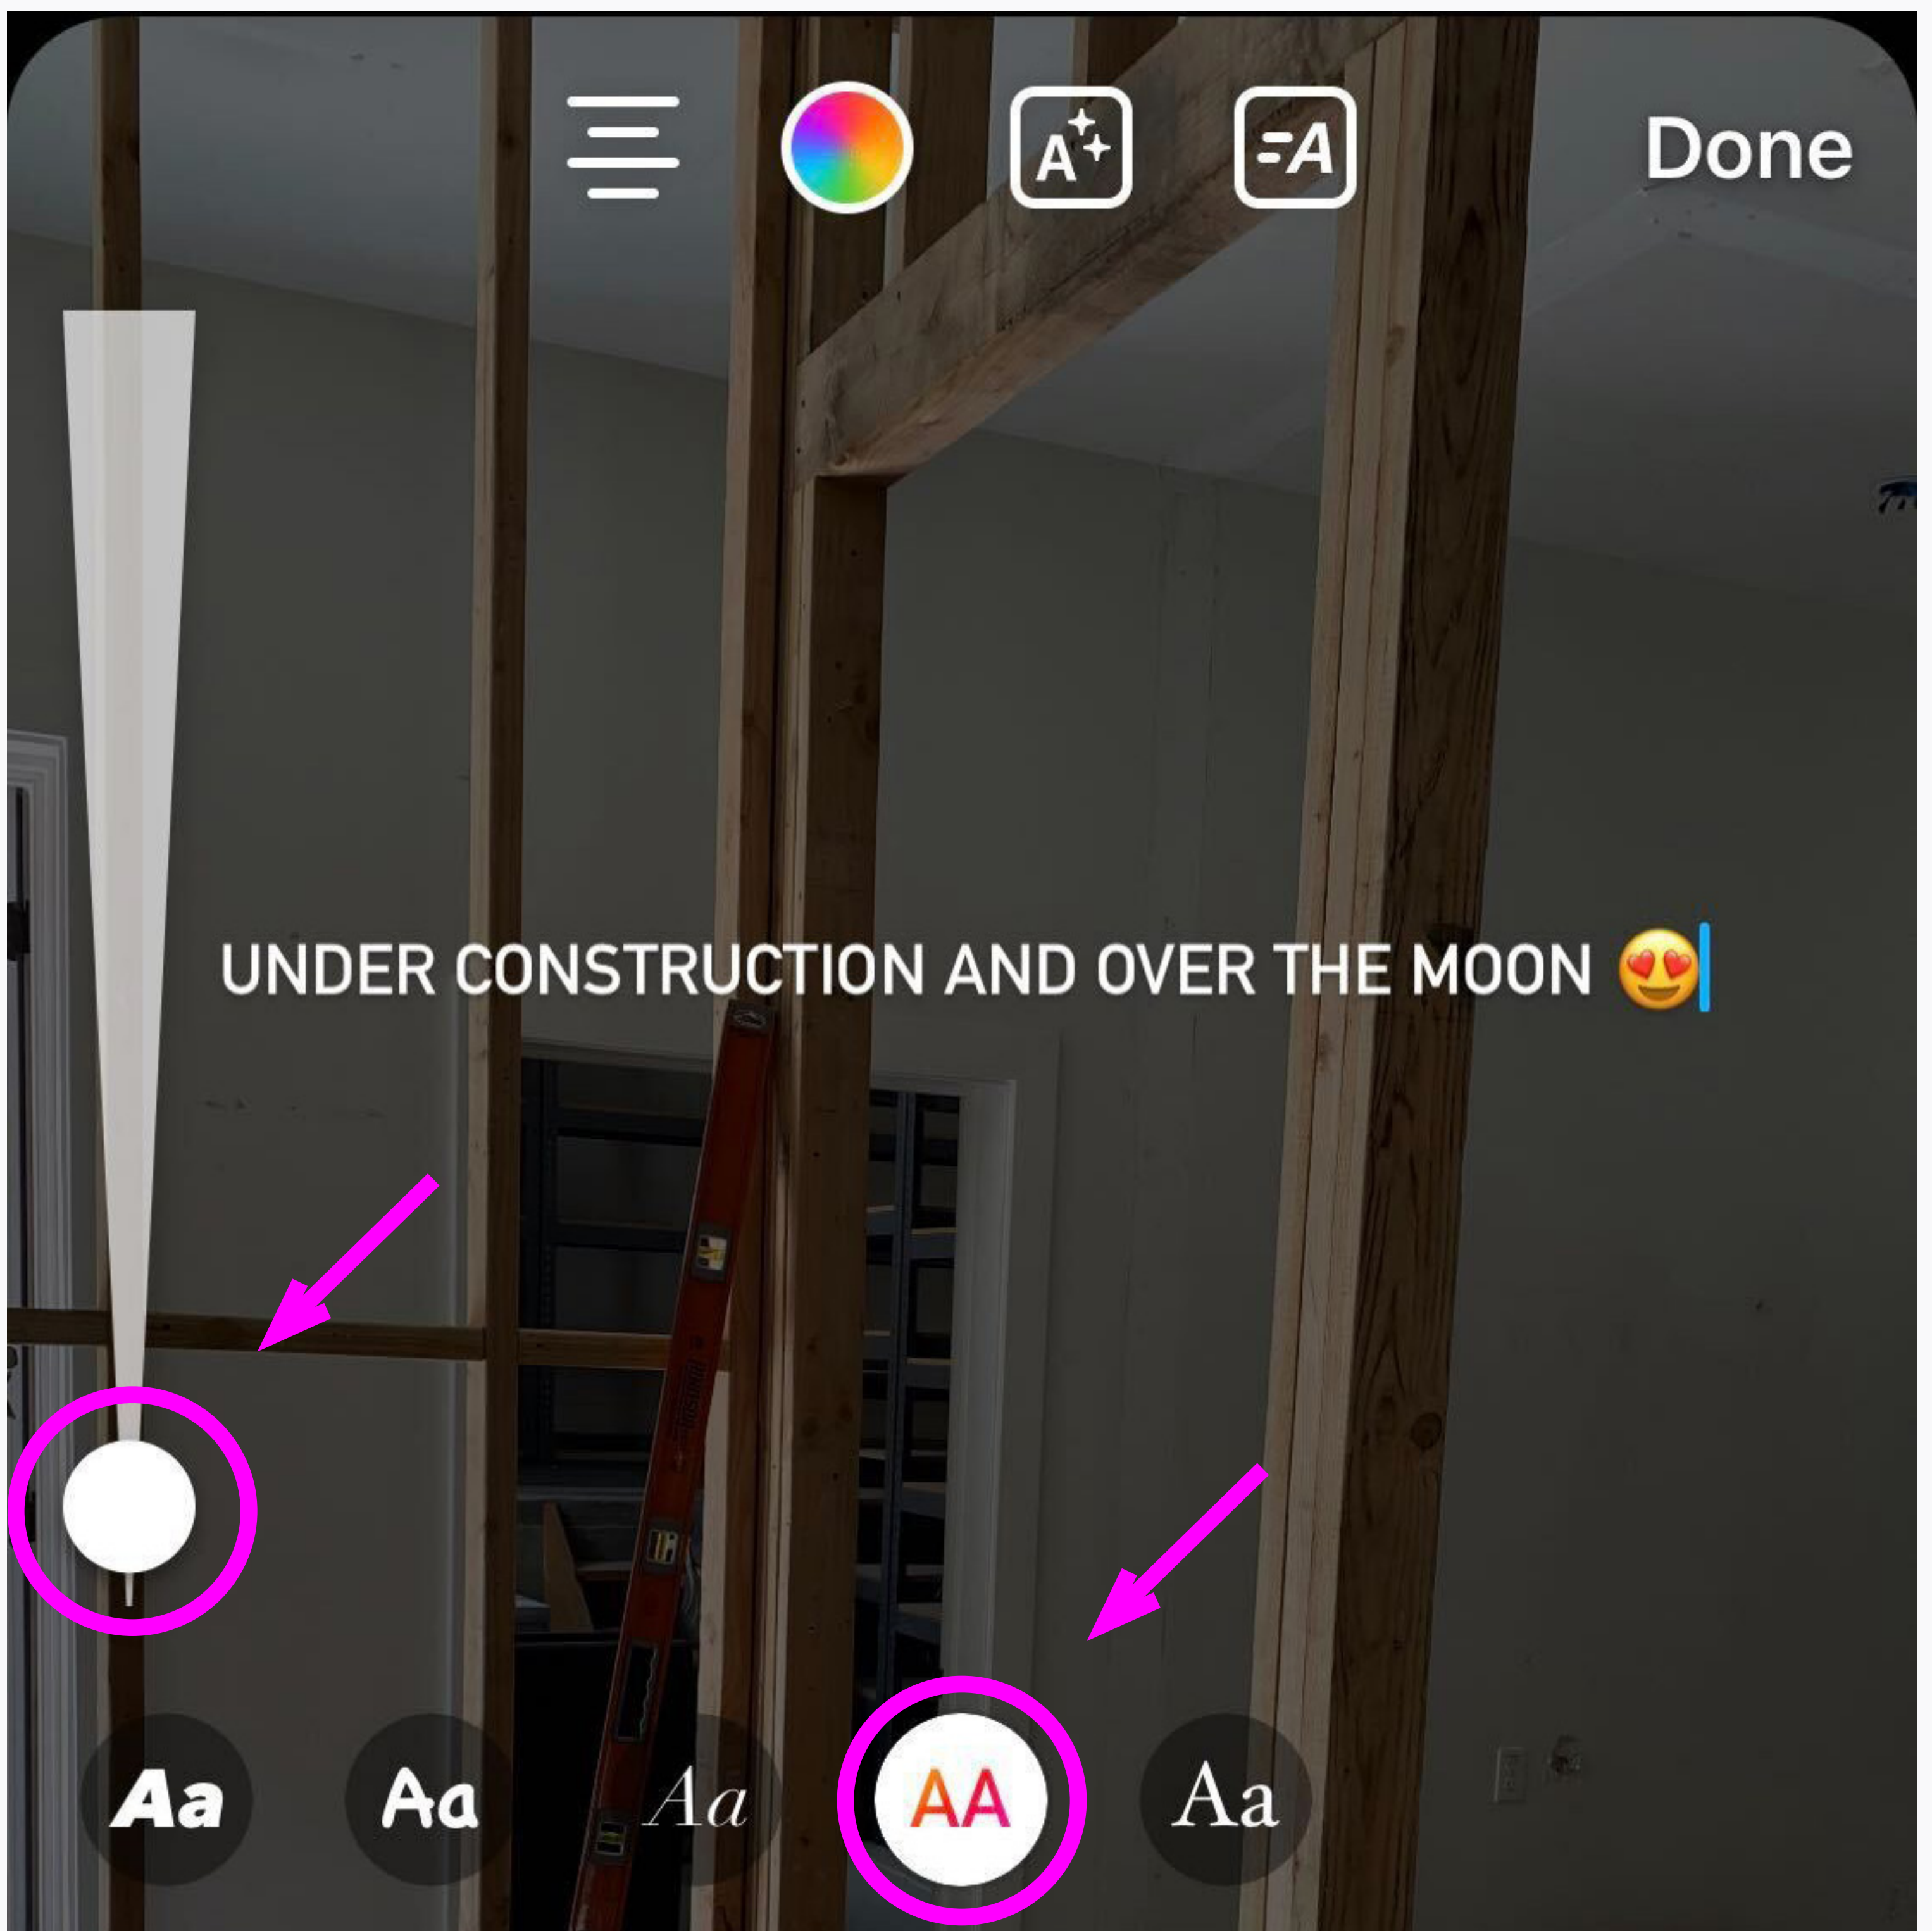 A
=A
Done
UNDER CONSTRUCTION AND OVER THE MOON 😍
Aa
Aa
Aa
AA
Aa